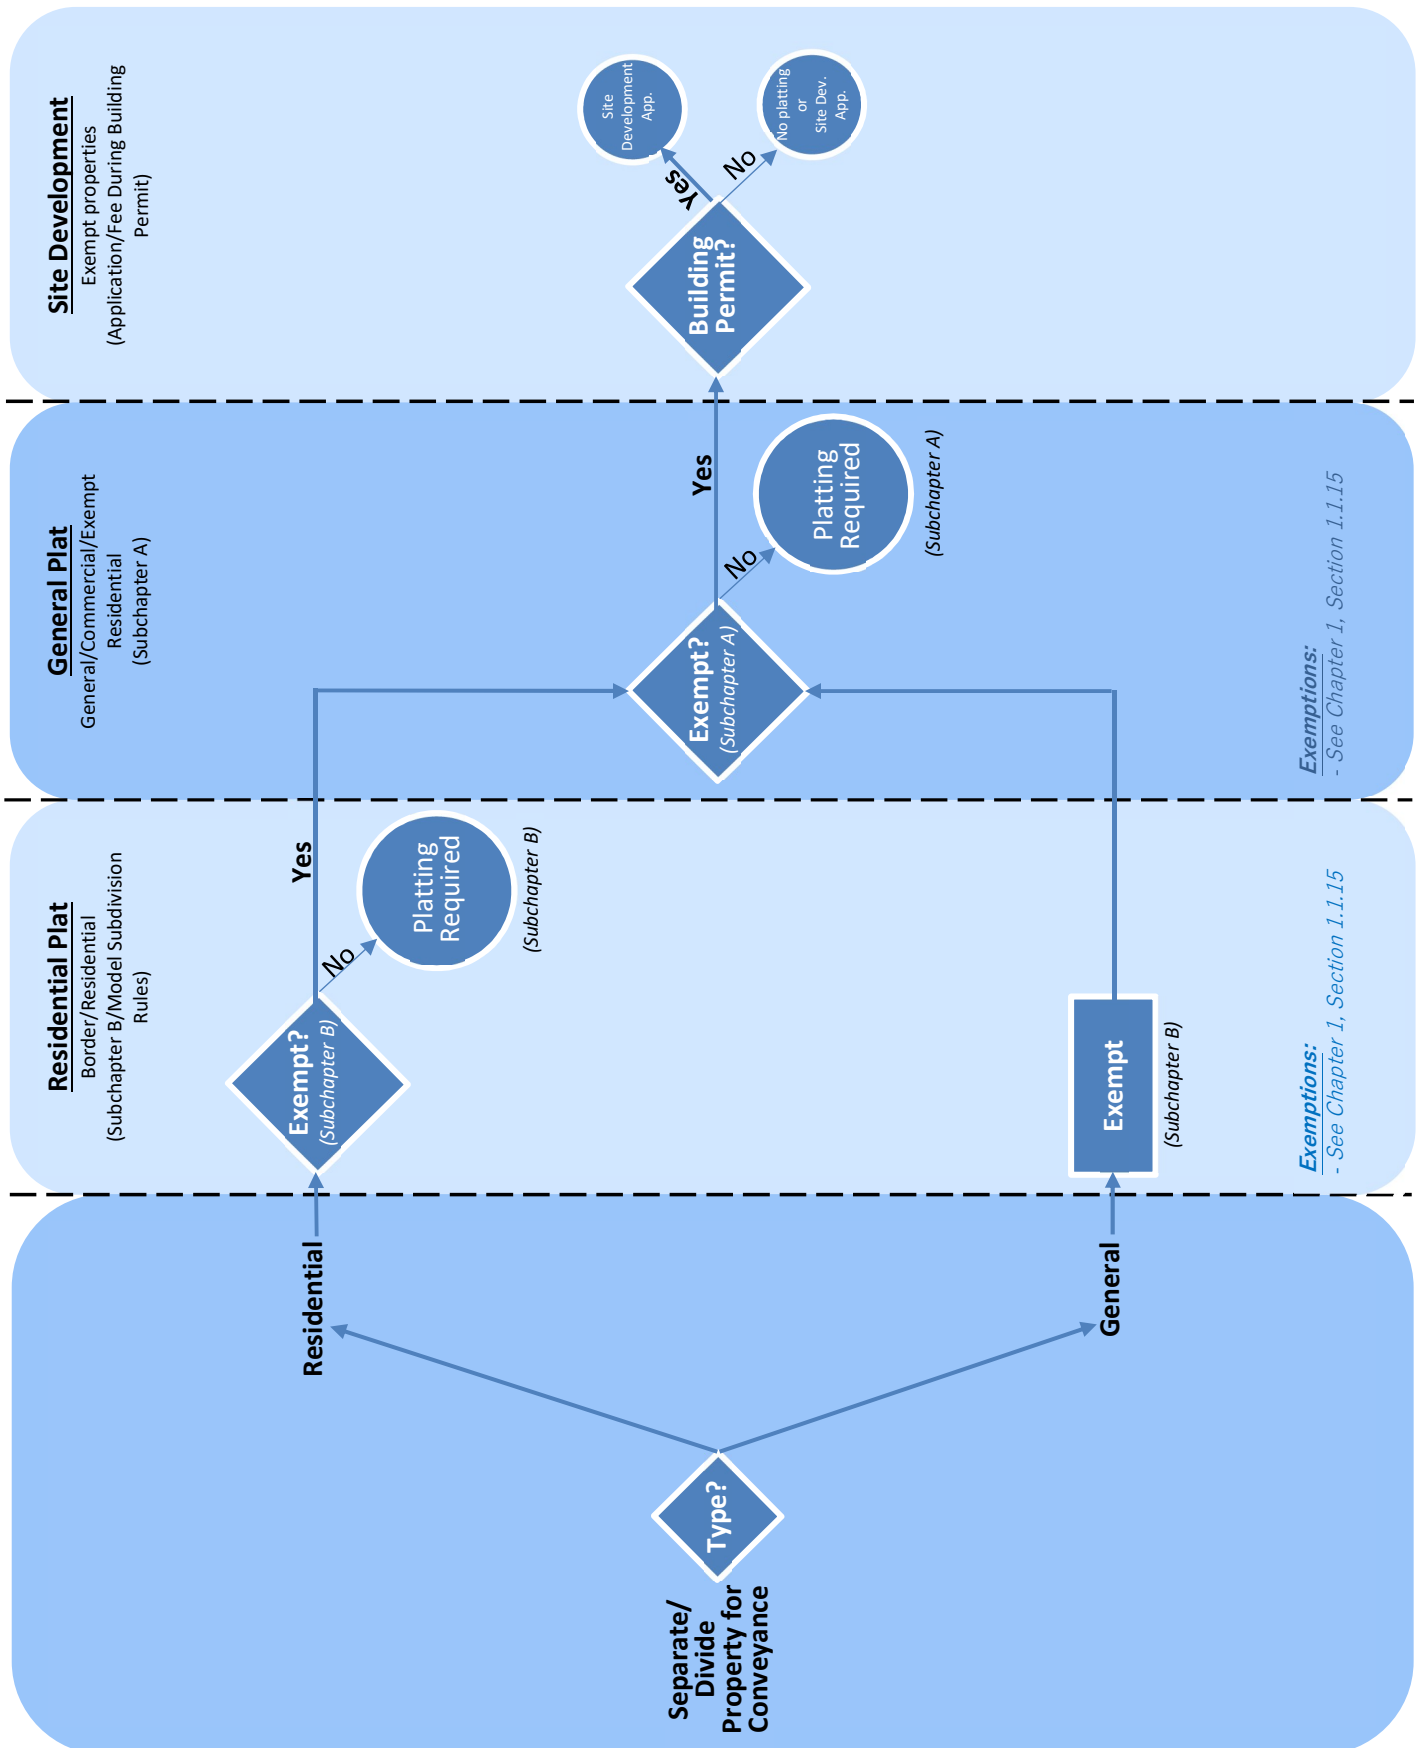 Separate/
Divide
Property for
Conveyance
Type?
Residential
General
Residential Plat
Border/Residential
(Subchapter B/Model Subdivision
Rules)
Exempt?
(Subchapter B)
Yes
No
Platting
Required
(Subchapter B)
Exempt
(Subchapter B)
Exemptions:
- See Chapter 1, Section 1.1.15
General Plat
General/Commercial/Exempt
Residential
(Subchapter A)
Exempt?
(Subchapter A)
Yes
No
Platting
Required
(Subchapter A)
Exemptions:
- See Chapter 1, Section 1.1.15
Site Development
Exempt properties
(Application/Fee During Building
Permit)
Building
Permit?
Yes
No
Site
Development
App.
No platting
or
Site Dev.
App.